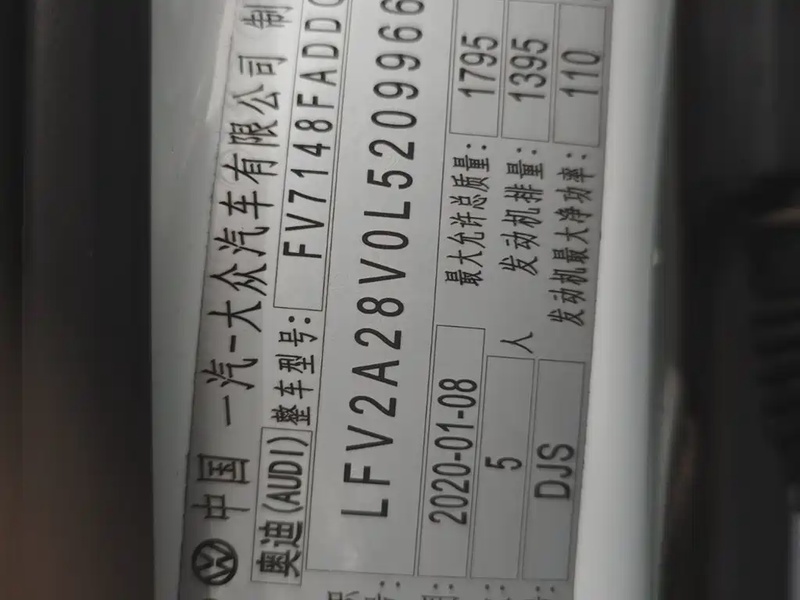 中国 一汽-大众汽车有限公司 制
奥迪(AUDI) 整车型号: FV7148FADD
LFV2A28V0L5209966
2020-01-08 最大允许总质量: 1795
5 人 发动机排量: 1395
DJS 发动机最大净功率: 110